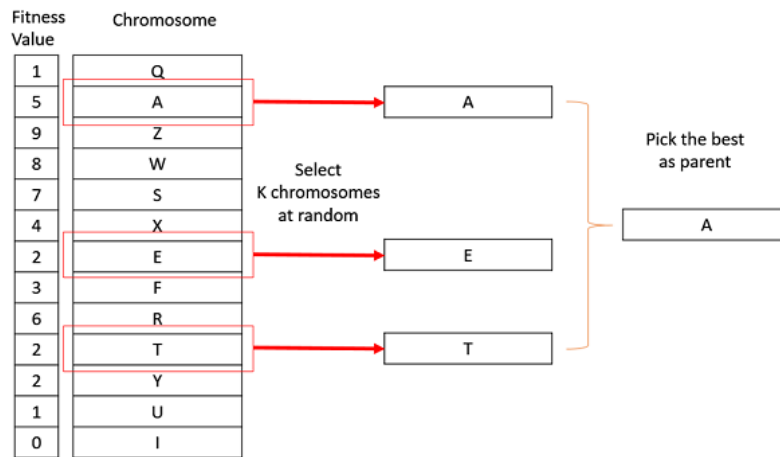 Fitness
Value
Chromosome
1 Q
5 A
9 Z
8 W
7 S
4 X
2 E
3 F
6 R
2 T
2 Y
1 U
0 I
Select
K chromosomes
at random
A
E
T
Pick the best
as parent
A